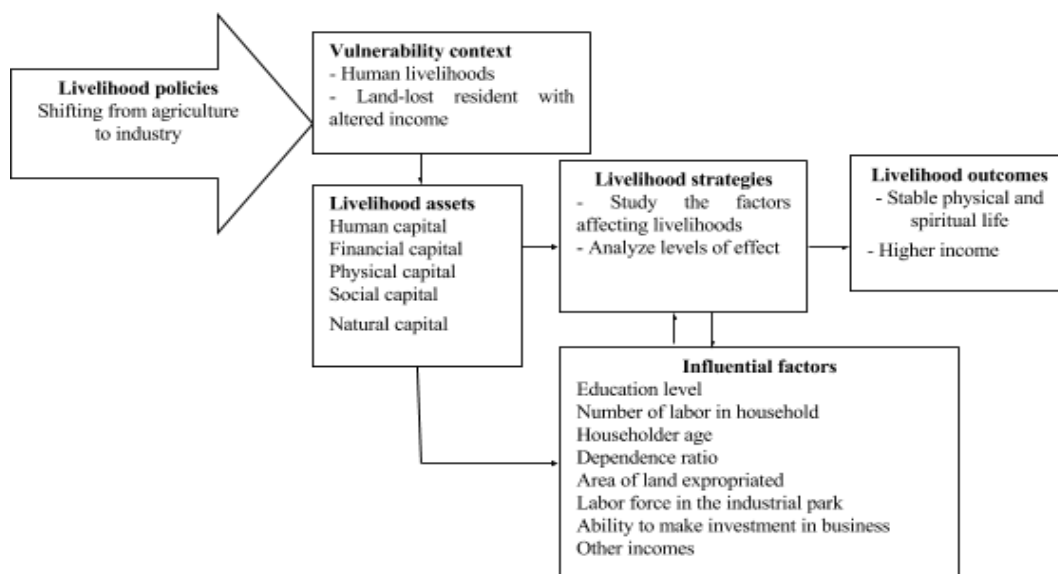 Livelihood policies
Shifting from agriculture
to industry
Vulnerability context
- Human livelihoods
- Land-lost resident with
altered income
Livelihood assets
Human capital
Financial capital
Physical capital
Social capital
Natural capital
Livelihood strategies
- Study the factors
affecting livelihoods
- Analyze levels of effect
Livelihood outcomes
- Stable physical and
spiritual life
- Higher income
Influential factors
Education level
Number of labor in household
Householder age
Dependence ratio
Area of land expropriated
Labor force in the industrial park
Ability to make investment in business
Other incomes